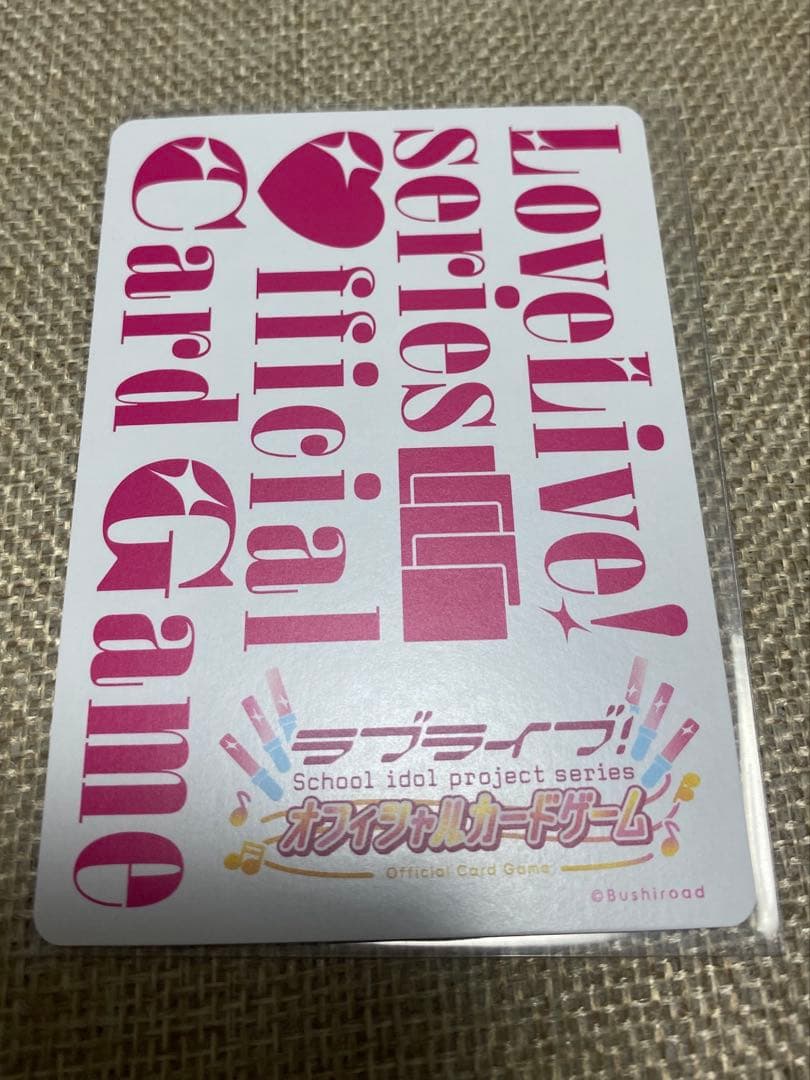 LoveLive!
series
♥fficial
Card Game
ラブライブ!
School idol project series
オフィシャルカードゲーム
Official Card Game
©Bushiroad